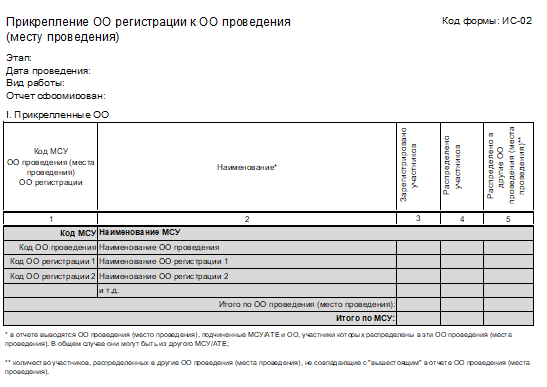 Прикрепление ОО регистрации к ОО проведения
(месту проведения)
Код формы: ИС-02
Этап:
Дата проведения:
Вид работы:
Отчет сформирован:
I. Прикрепленные ОО
Код МСУ
ОО проведения (места
проведения)
ОО регистрации
Наименование*
Зарегистрировано
участников
Распределено
участников
Распределено в
другие ОО
проведения (места
проведения)**
1 2 3 4 5
Код МСУ Наименование МСУ
Код ОО проведения Наименование ОО проведения
Код ОО регистрации 1 Наименование ОО регистрации 1
Код ОО регистрации 2 Наименование ОО регистрации 2
и т.д.
Итого по ОО проведения (место проведения):
Итого по МСУ:
* в отчете выводятся ОО проведения (место проведения), подчиненные МСУ/АТЕ и ОО, участники которых распределены в эти ОО проведения (места
проведения). В общем случае они могут быть из другого МСУ/АТЕ;
** количество участников, распределенных в другие ОО проведения (места проведения), не совпадающие с "вышестоящим" в отчете ОО проведения (места
проведения).